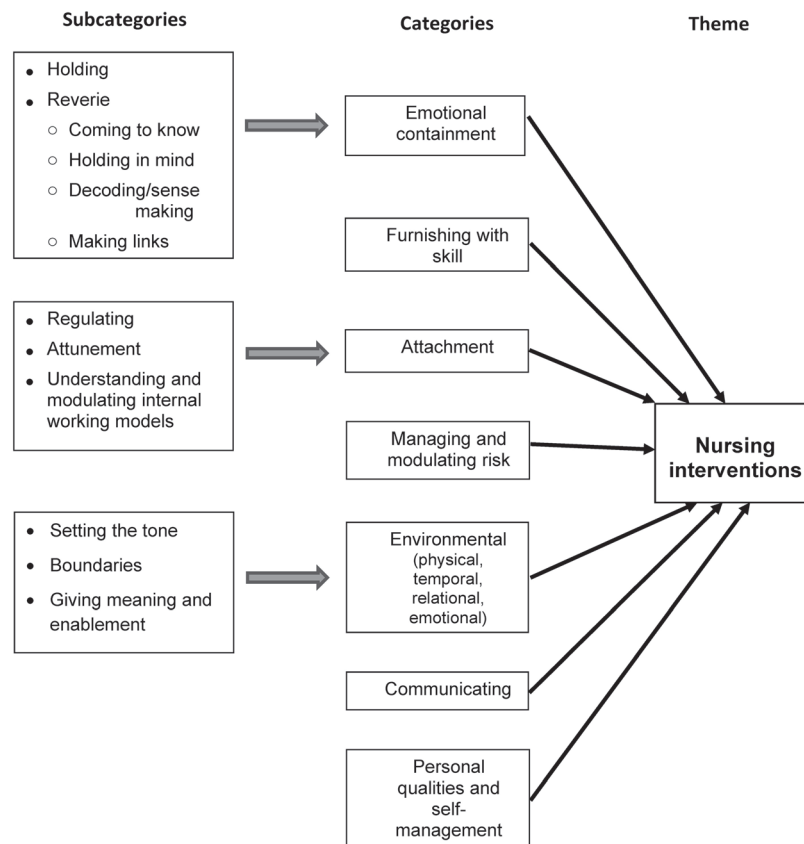 Subcategories
Categories
Theme
• Holding
• Reverie
○ Coming to know
○ Holding in mind
○ Decoding/sense
making
○ Making links
• Regulating
• Attunement
• Understanding and
modulating internal
working models
• Setting the tone
• Boundaries
• Giving meaning and
enablement
Emotional
containment
Furnishing with
skill
Attachment
Managing and
modulating risk
Environmental
(physical,
temporal,
relational,
emotional)
Communicating
Personal
qualities and
self-
management
Nursing
interventions